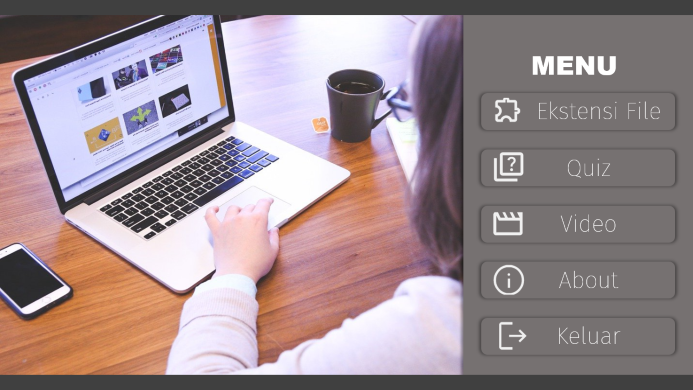 MENU
Ekstensi File
Quiz
Video
About
Keluar